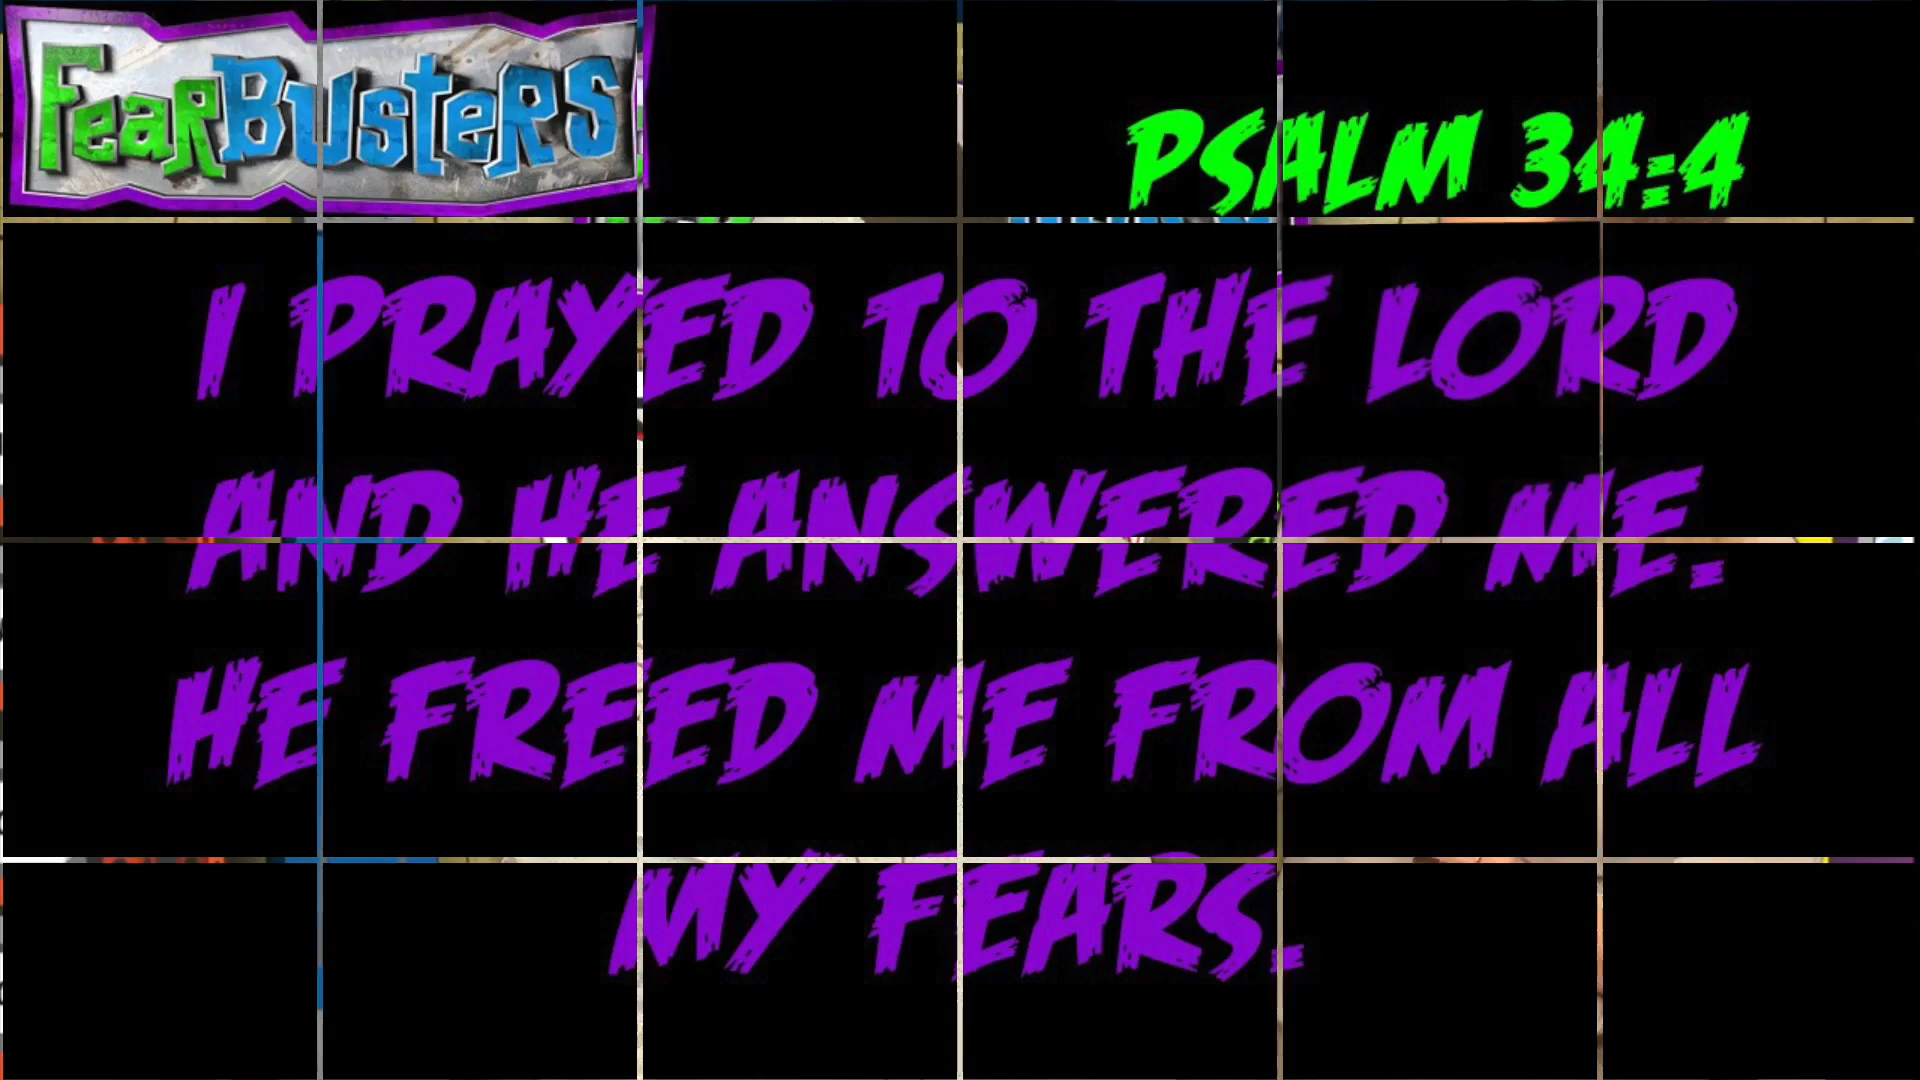 FearBusters
PSALM 34:4
I PRAYED TO THE LORD
AND HE ANSWERED ME.
HE FREED ME FROM ALL
MY FEARS.